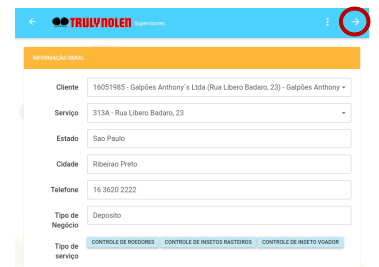 TRULY NOLEN Supervisores
INFORMAÇÃO GERAL
Cliente 16051985 - Galpões Anthony´s Ltda (Rua Libero Badaro, 23) - Galpões Anthony
Serviço 313A - Rua Libero Badaro, 23
Estado Sao Paulo
Cidade Ribeirao Preto
Telefone 16 3620 2222
Tipo de Negócio Deposito
Tipo de serviço CONTROLE DE ROEDORES CONTROLE DE INSETOS RASTEIROS CONTROLE DE INSETO VOADOR